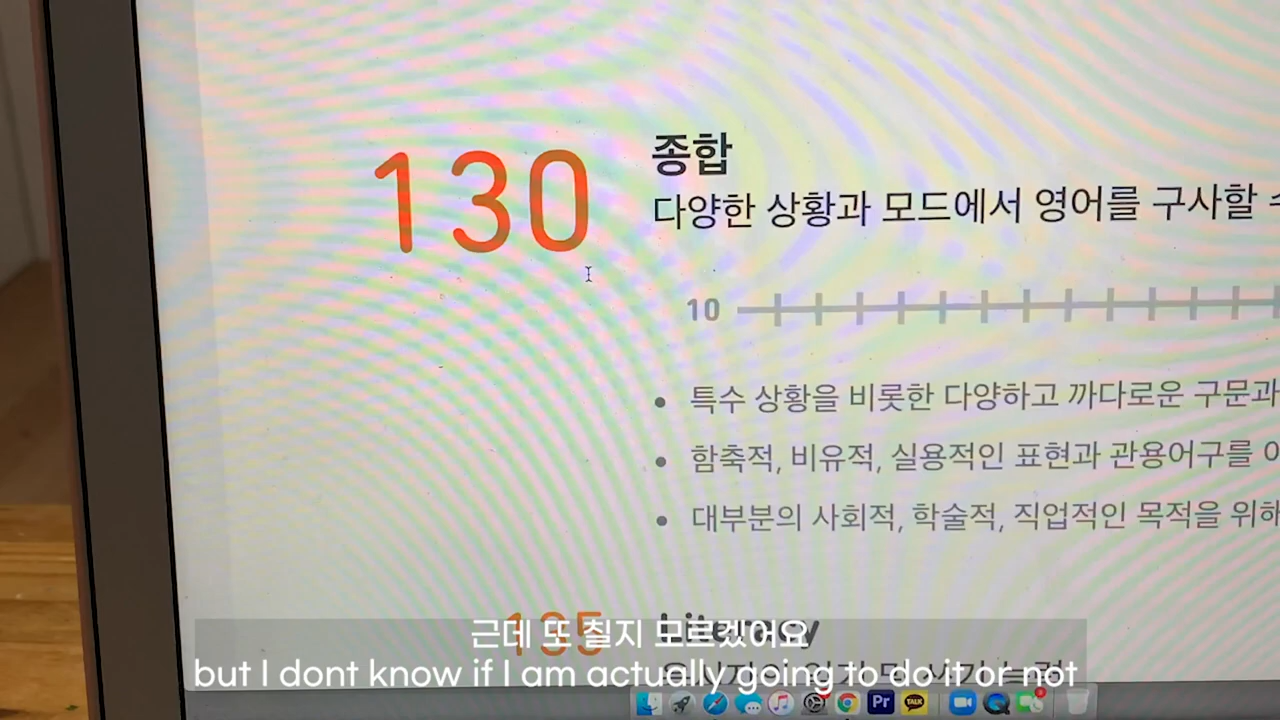 130
종합
다양한 상황과 모드에서 영어를 구사할
10
• 특수 상황을 비롯한 다양하고 까다로운 구문과
• 함축적, 비유적, 실용적인 표현과 관용어구를
• 대부분의 사회적, 학술적, 직업적인 목적을 위해
135
Literacy
근데 또 칠지 모르겠어요
but I dont know if I am actually going to do it or not
Pr
TALK